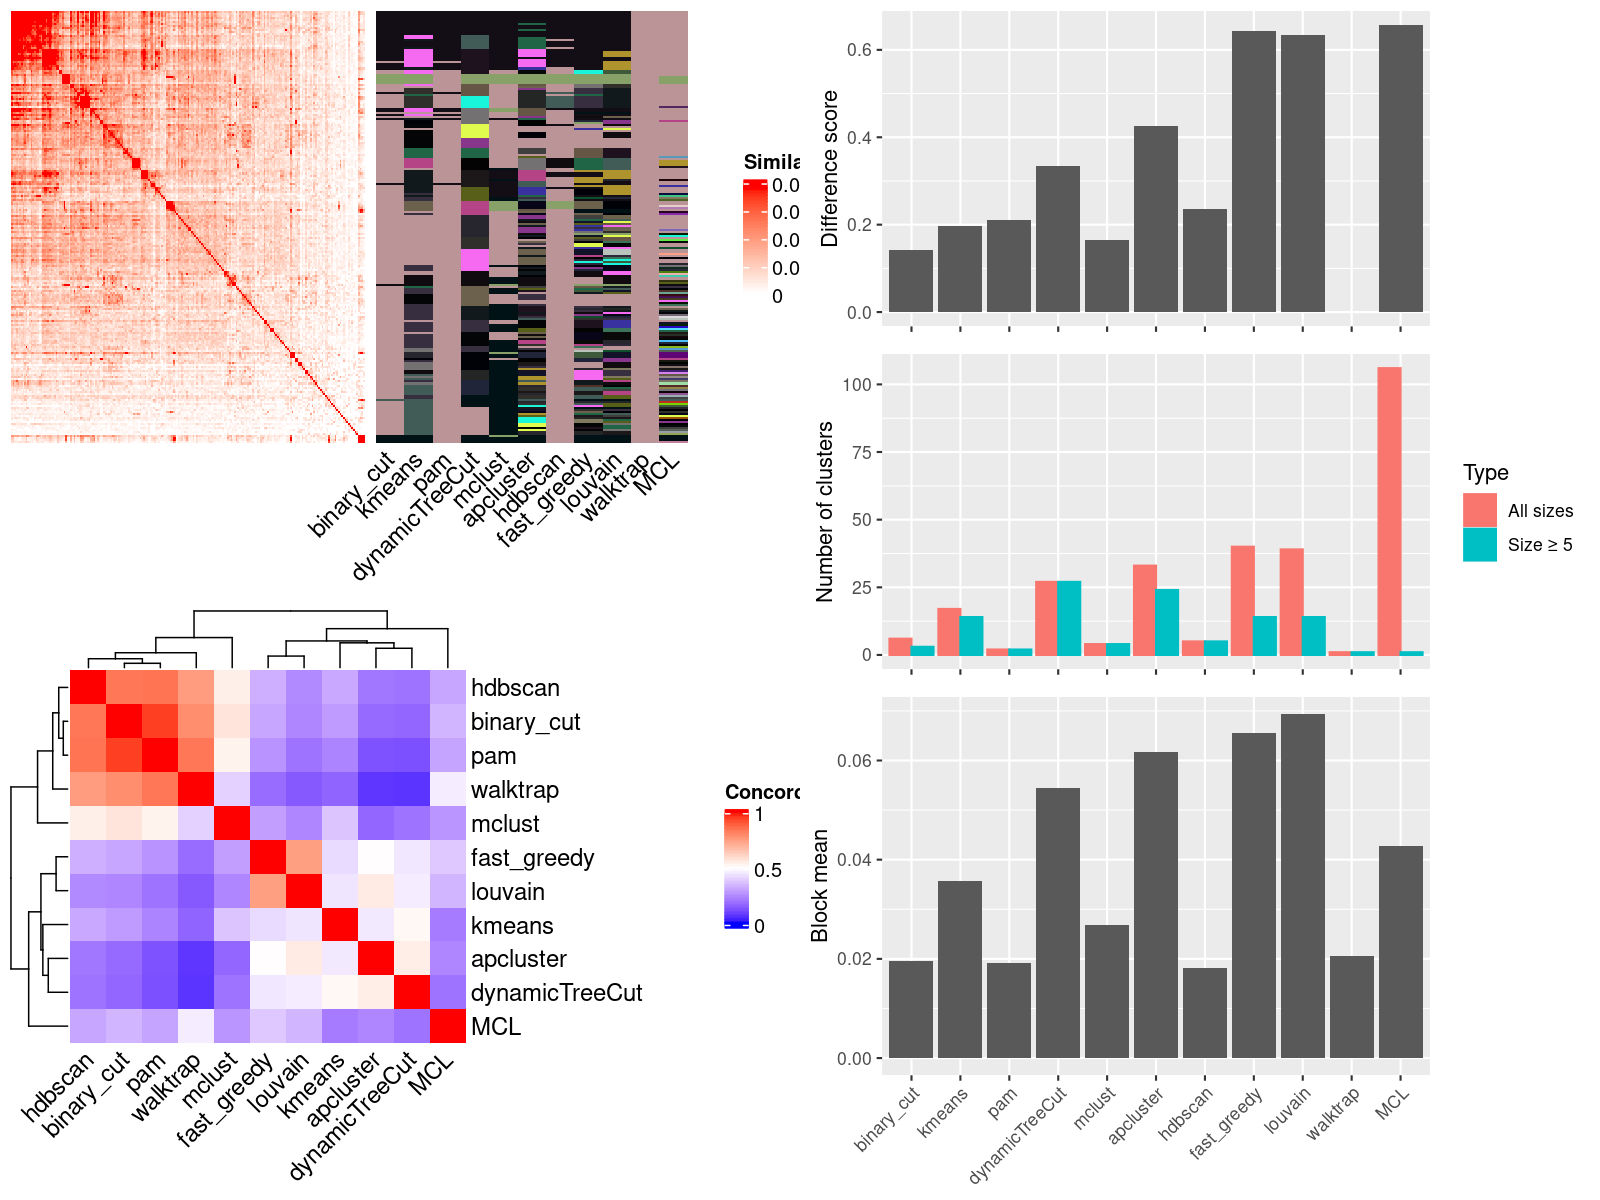 Simila
0.0
0.0
0.0
0.0
0
binary_cut
kmeans
pam
dynamicTreeCut
mclust
apcluster
hdbscan
fast_greedy
louvain
walktrap
MCL
hdbscan
binary_cut
pam
walktrap
mclust
fast_greedy
louvain
kmeans
apcluster
dynamicTreeCut
MCL
hdbscan
binary_cut
pam
walktrap
mclust
fast_greedy
louvain
kmeans
apcluster
dynamicTreeCut
MCL
Concord
1
0.5
0
Difference score
0.6
0.4
0.2
0.0
Number of clusters
100
75
50
25
0
Type
All sizes
Size ≥ 5
Block mean
0.06
0.04
0.02
0.00
binary_cut
kmeans
pam
dynamicTreeCut
mclust
apcluster
hdbscan
fast_greedy
louvain
walktrap
MCL